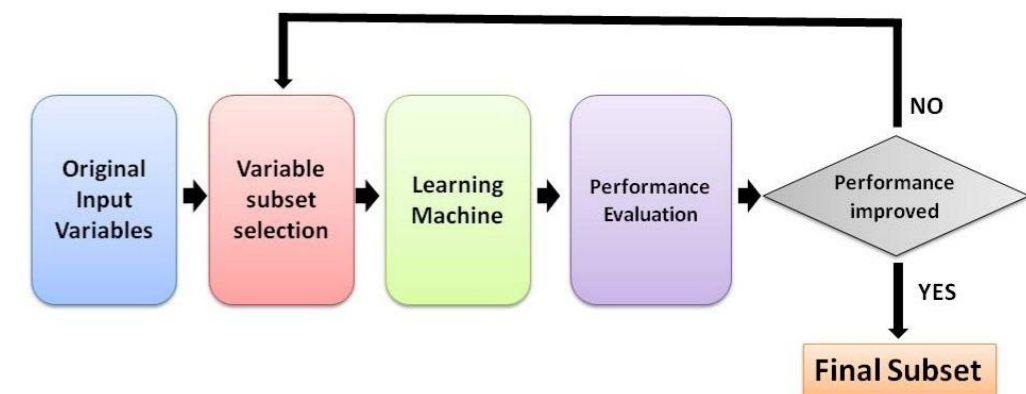 Original
Input
Variables
Variable
subset
selection
Learning
Machine
Performance
Evaluation
Performance
improved
NO
YES
Final Subset